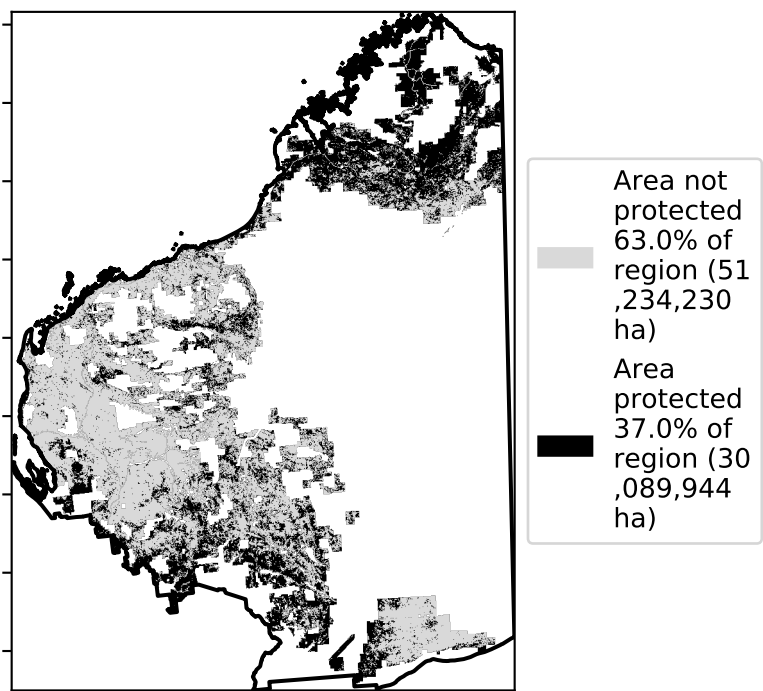 Area not
protected
63.0% of
region (51
,234,230
ha)
Area
protected
37.0% of
region (30
,089,944
ha)